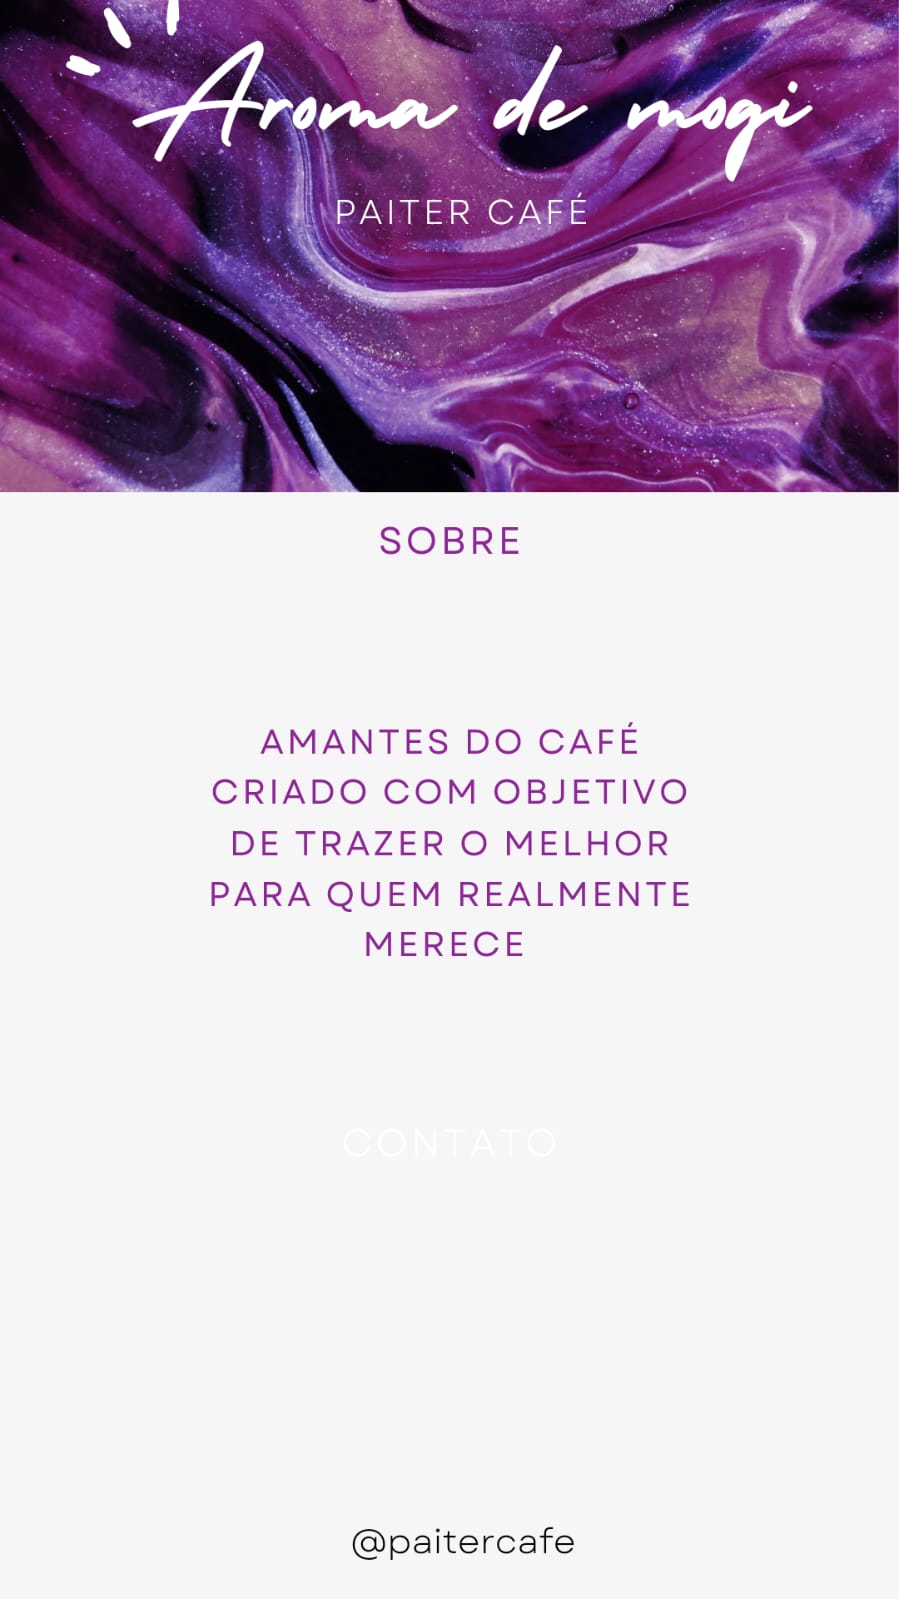 Aroma de mogi
PAITER CAFÉ
SOBRE
AMANTES DO CAFÉ
CRIADO COM OBJETIVO
DE TRAZER O MELHOR
PARA QUEM REALMENTE
MERECE
CONTATO
@paitercafe